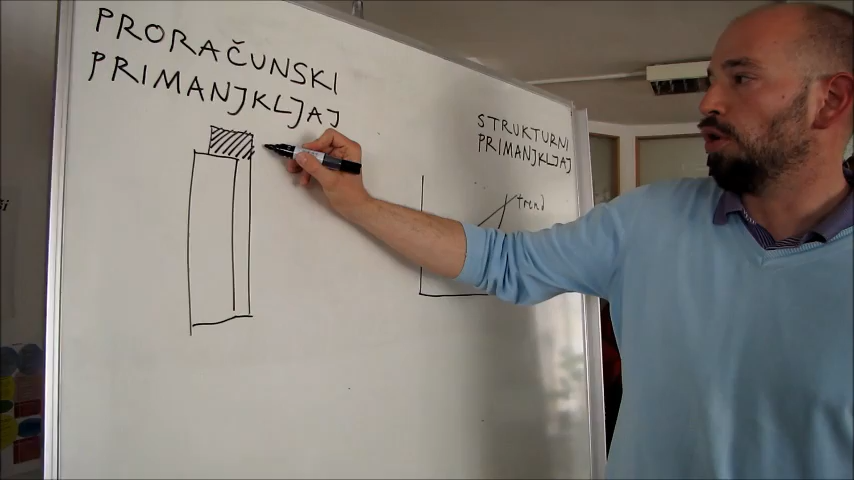 PRORAČUNSKI
PRIMANJKLJAJ
STRUKTURNI
PRIMANJKLJAJ
trend